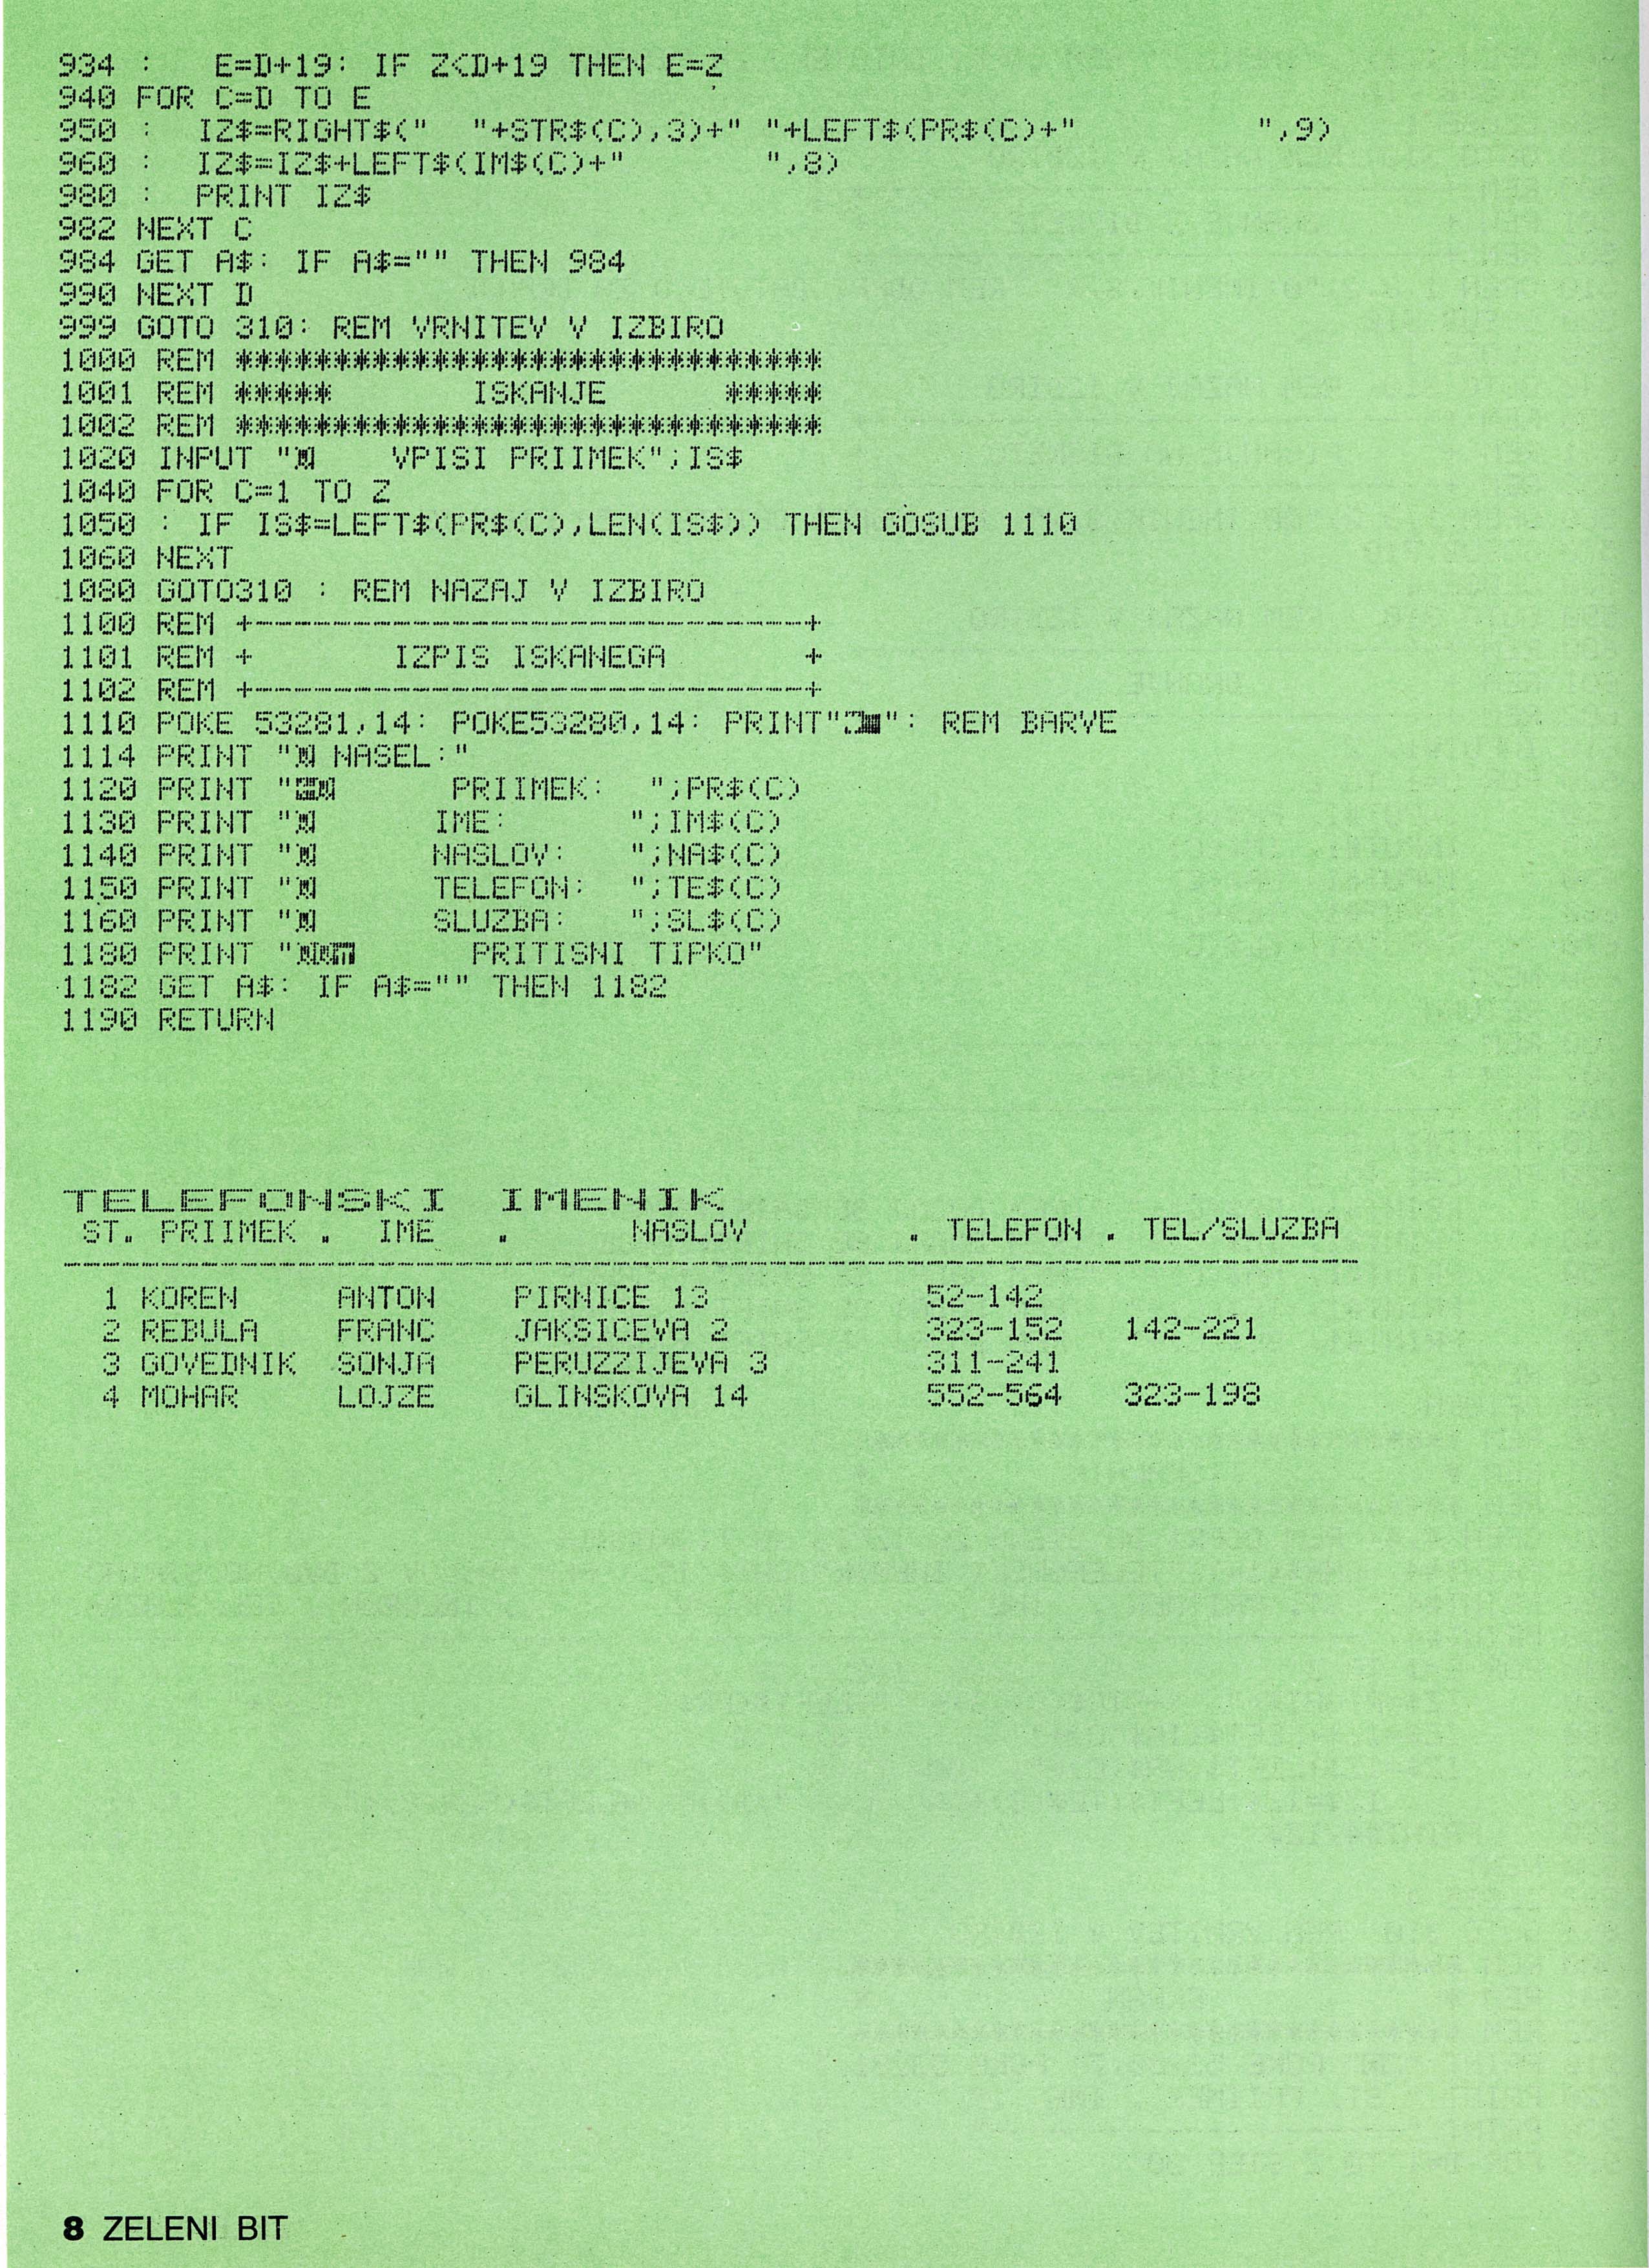 934 :   E=D+19: IF Z<D+19 THEN E=Z
940 FOR C=D TO E
950 :  IZ$=RIGHT$("  "+STR$(C),3)+" "+LEFT$(PR$(C)+"         ",9)
960 :  IZ$=IZ$+LEFT$(IM$(C)+"       ",8)
980 :  PRINT IZ$
982 NEXT C
984 GET A$: IF A$="" THEN 984
990 NEXT D
999 GOTO 310: REM VRNITEV V IZBIRO
1000 REM ******************************
1001 REM *****       ISKANJE      *****
1002 REM ******************************
1020 INPUT "    VPISI PRIIMEK";IS$
1040 FOR C=1 TO Z
1050 : IF IS$=LEFT$(PR$(C),LEN(IS$)) THEN GOSUB 1110
1060 NEXT
1080 GOTO310 : REM NAZAJ V IZBIRO
1100 REM +----------------------------+
1101 REM +       IZPIS ISKANEGA       +
1102 REM +----------------------------+
1110 POKE 53281,14: POKE53280,14: PRINT"": REM BARVE
1114 PRINT " NASEL:"
1120 PRINT "      PRIIMEK:  ";PR$(C)
1130 PRINT "      IME:      ";IM$(C)
1140 PRINT "      NASLOV:   ";NA$(C)
1150 PRINT "      TELEFON:  ";TE$(C)
1160 PRINT "      SLUZBA:   ";SL$(C)
1180 PRINT "      PRITISNI TIPKO"
1182 GET A$: IF A$="" THEN 1182
1190 RETURN
TELEFONSKI IMENIK
ST. PRIIMEK .  IME   .      NASLOV        . TELEFON . TEL/SLUZBA
------------------------------------------------------------------
1 KOREN     ANTON    PIRNICE 13           52-142
2 REBULA    FRANC    JAKSICEVA 2          323-152   142-221
3 GOVEDNIK  SONJA    PERUZZIJEVA 3        311-241
4 MOHAR     LOJZE    GLINSKOVA 14         552-564   323-198
8 ZELENI BIT